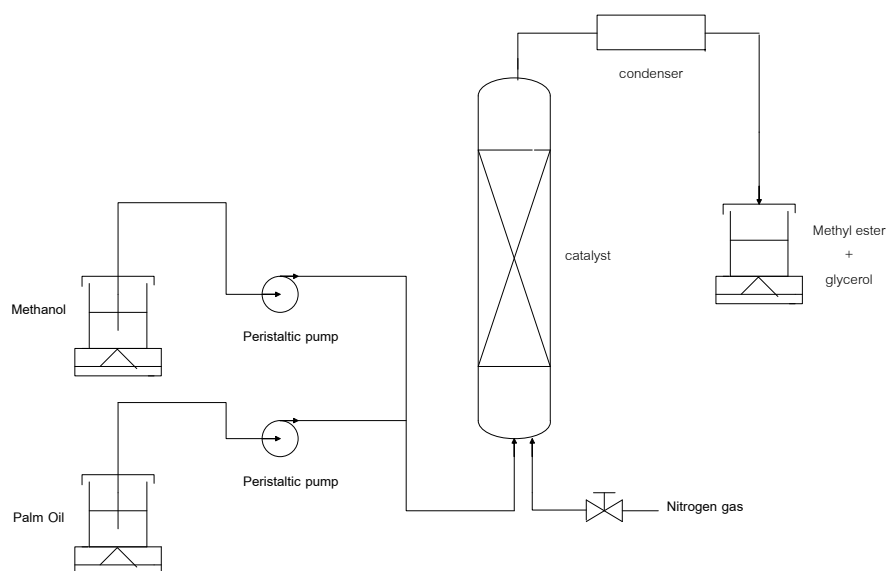 condenser
Methyl ester
+
glycerol
catalyst
Methanol
Peristaltic pump
Peristaltic pump
Palm Oil
Nitrogen gas